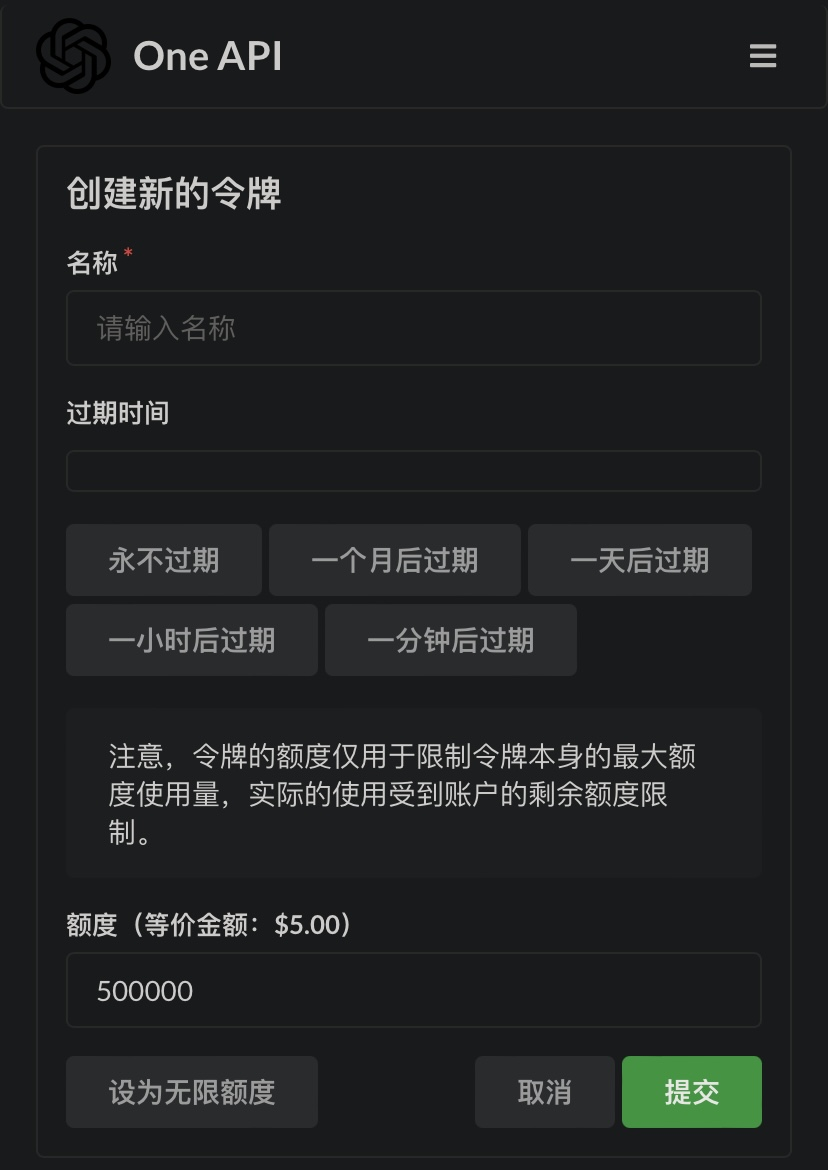 One API
创建新的令牌
名称*
请输入名称
过期时间
永不过期 一个月后过期 一天后过期
一小时后过期 一分钟后过期
注意，令牌的额度仅用于限制令牌本身的最大额
度使用量，实际的使用受到账户的剩余额度限
制。
额度（等价金额：$5.00）
500000
设为无限额度 取消 提交